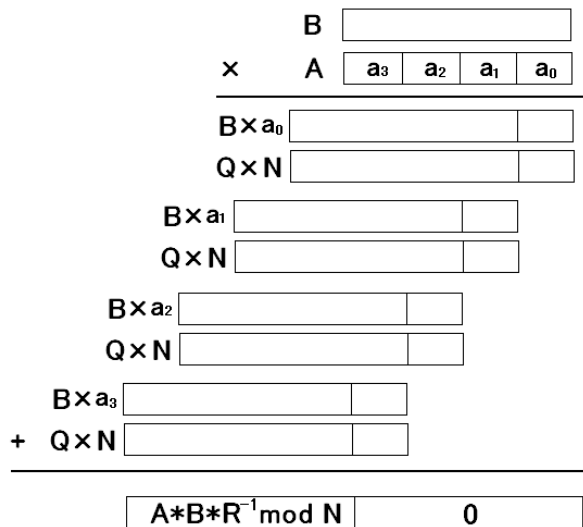 B
× A a₃ a₂ a₁ a₀
B×a₀
Q×N
B×a₁
Q×N
B×a₂
Q×N
B×a₃
+ Q×N
A*B*R⁻¹mod N 0